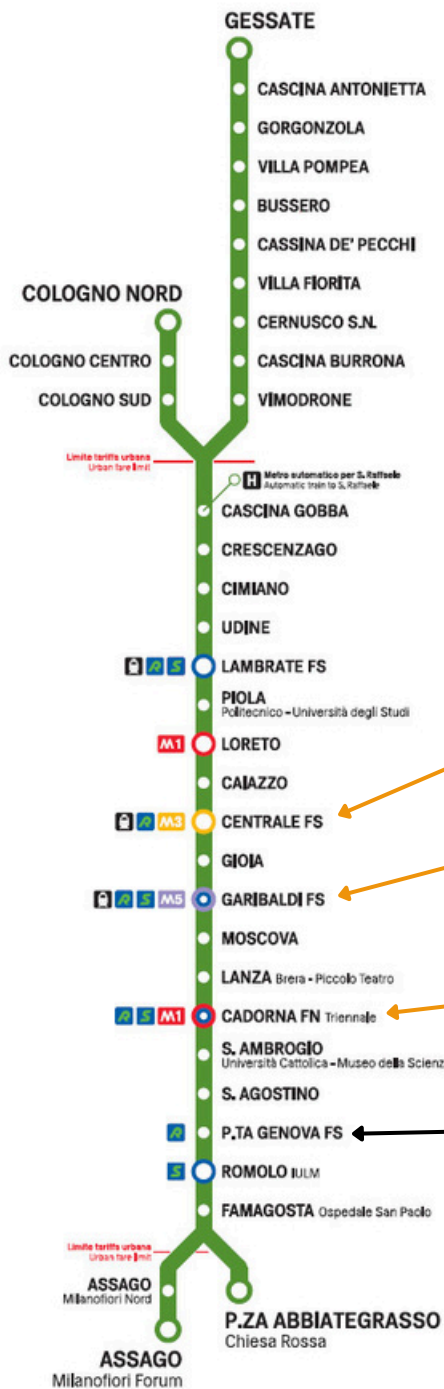 GESSATE
CASCINA ANTONIETTA
GORGONZOLA
VILLA POMPEA
BUSSERO
CASSINA DE' PECCHI
VILLA FIORITA
COLOGNO NORD
CERNUSCO S.N.
COLOGNO CENTRO
CASCINA BURRONA
COLOGNO SUD
VIMODRONE
Limite tariffa urbana
Urban fare limit
H Metro automatico per S. Raffaele
Automatic train to S. Raffaele
CASCINA GOBBA
CRESCENZAGO
CIMIANO
UDINE
R S LAMBRATE FS
PIOLA
Politecnico - Università degli Studi
M1 LORETO
CAIAZZO
R M3 CENTRALE FS
GIOIA
R S M5 GARIBALDI FS
MOSCOVA
LANZA Brera - Piccolo Teatro
R S M1 CADORNA FN Triennale
S. AMBROGIO
Università Cattolica - Museo della Scienz
S. AGOSTINO
R P.TA GENOVA FS
S ROMOLO IULM
FAMAGOSTA Ospedale San Paolo
Limite tariffa urbana
Urban fare limit
ASSAGO
Milanofiori Nord
P.ZA ABBIATEGRASSO
Chiesa Rossa
ASSAGO
Milanofiori Forum